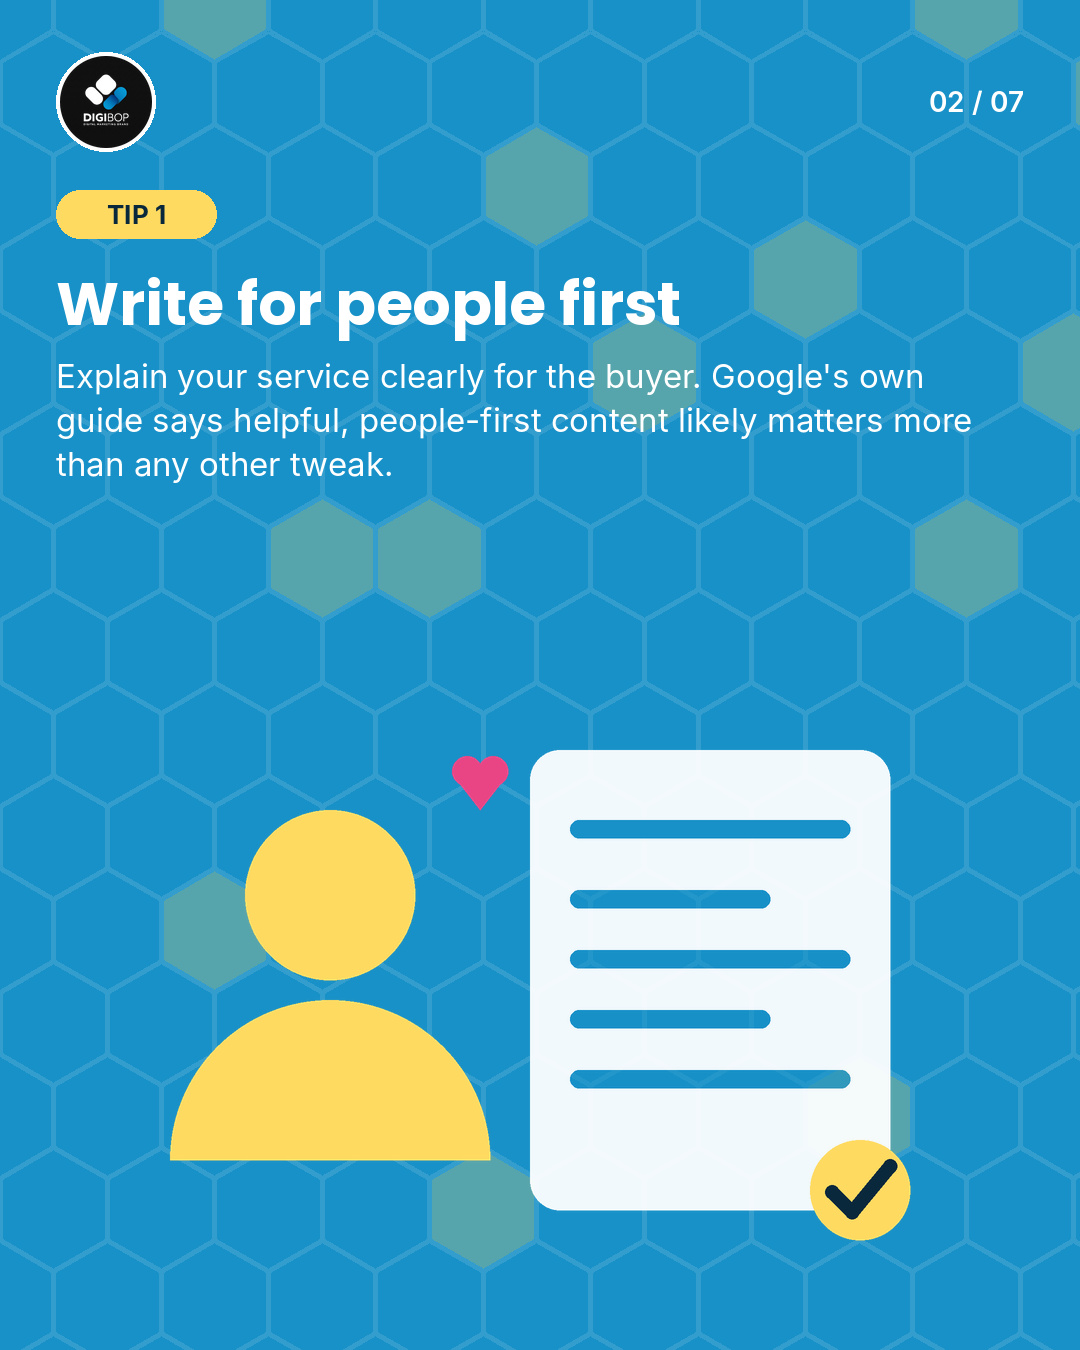 DIGIBOP
02 / 07
TIP 1
Write for people first
Explain your service clearly for the buyer. Google's own
guide says helpful, people-first content likely matters more
than any other tweak.